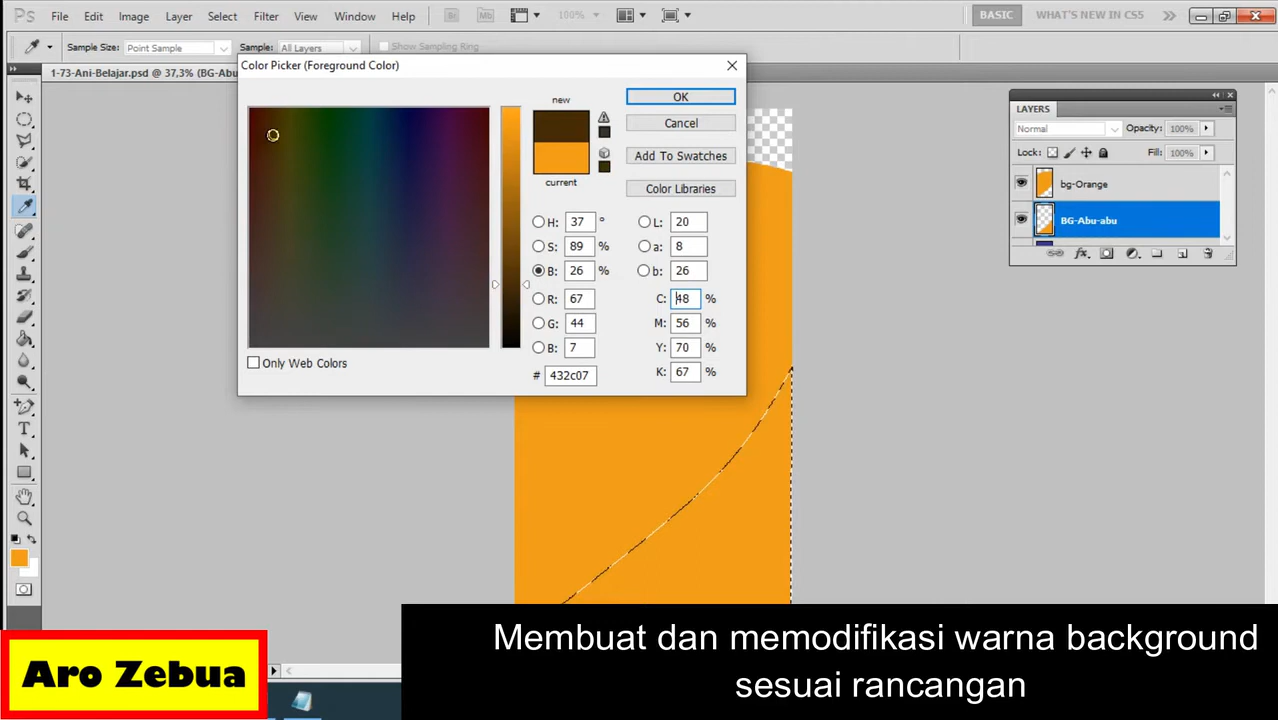 Ps File Edit Image Layer Select Filter View Window Help Br Mb 100% BASIC WHAT'S NEW IN CS5
Sample Size: Point Sample Sample: All Layers Show Sampling Ring
1-73-Ani-Belajar.psd @ 37,3% (BG-Abu
Color Picker (Foreground Color)
new
current
OK
Cancel
Add To Swatches
Color Libraries
H: 37 °
S: 89 %
B: 26 %
R: 67
G: 44
B: 7
# 432c07
L: 20
a: 8
b: 26
C: 48 %
M: 56 %
Y: 70 %
K: 67 %
Only Web Colors
LAYERS
Normal Opacity: 100%
Lock: Fill: 100%
bg-Orange
BG-Abu-abu
fx
T
Aro Zebua
Membuat dan memodifikasi warna background
sesuai rancangan